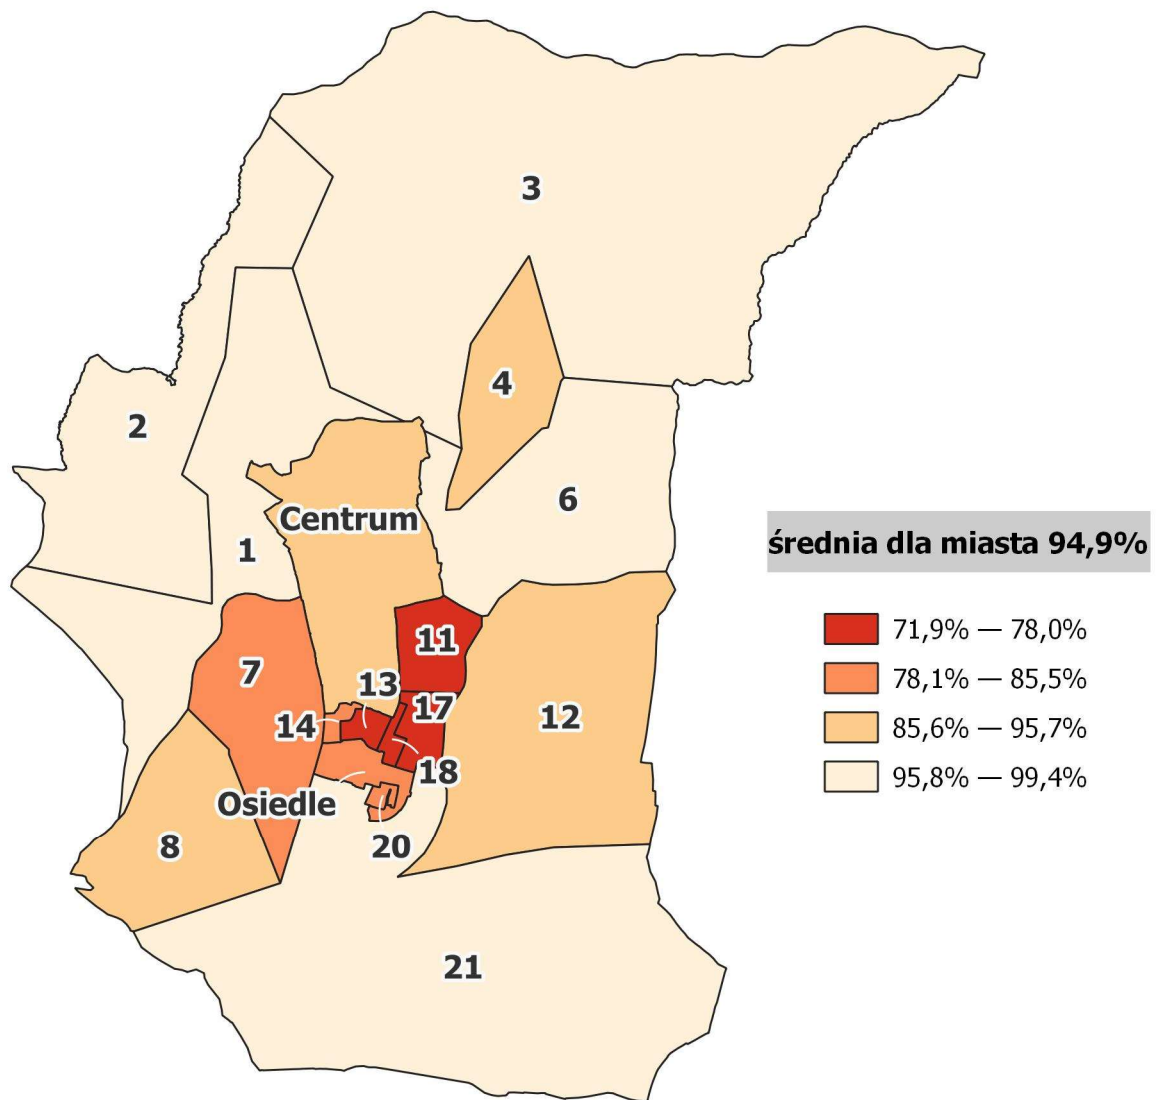 3
4
2
6
Centrum
1
średnia dla miasta 94,9%
71,9% — 78,0%
78,1% — 85,5%
85,6% — 95,7%
95,8% — 99,4%
11
7
13
17
12
14
18
Osiedle
8
20
21